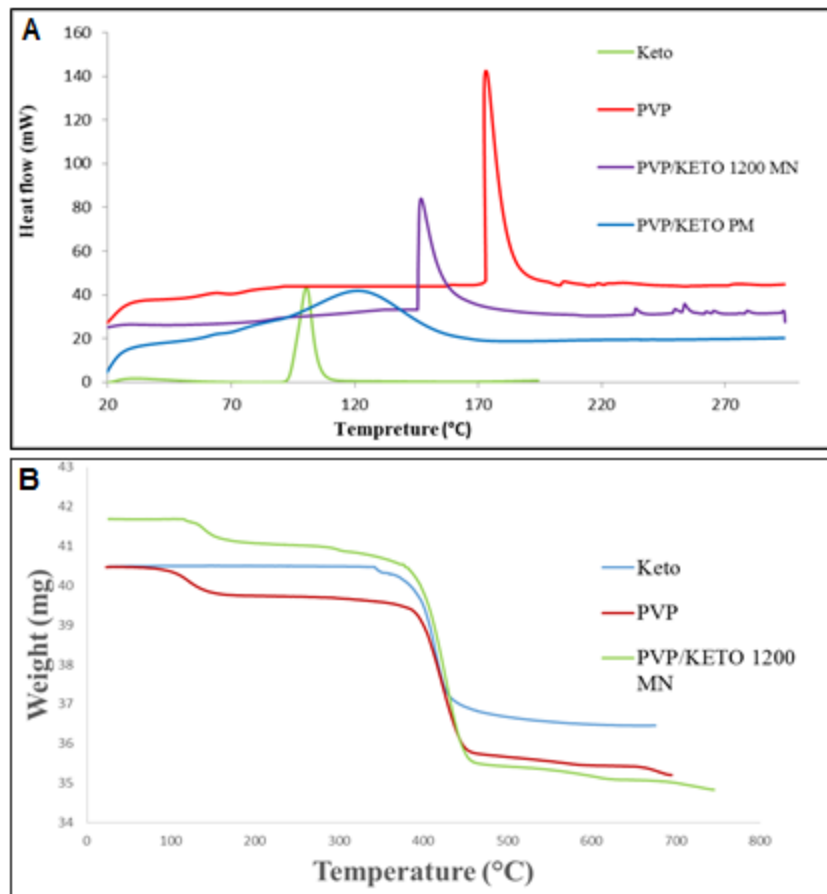 A
160
140
120
100
80
60
40
20
0
Heat flow (mW)
20 70 120 170 220 270
Tempreture (°C)
Keto
PVP
PVP/KETO 1200 MN
PVP/KETO PM
B
43
42
41
40
39
38
37
36
35
34
Weight (mg)
0 100 200 300 400 500 600 700 800
Temperature (°C)
Keto
PVP
PVP/KETO 1200
MN